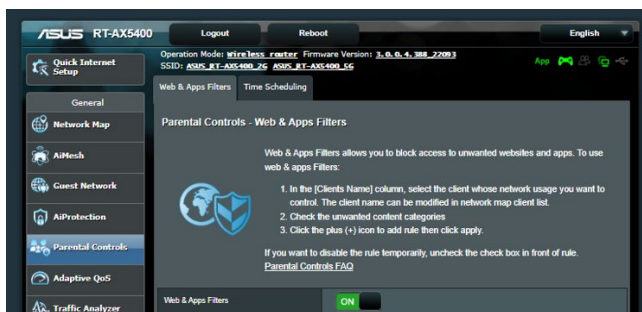 ASUS RT-AX5400 Logout Reboot English
Operation Mode: Wireless router Firmware Version: 3.0.0.4.388_22093
SSID: ASUS_RT-AX5400_2G ASUS_RT-AX5400_5G App
Quick Internet
Setup
Web & Apps Filters Time Scheduling
General
Network Map
AiMesh
Guest Network
AiProtection
Parental Controls
Adaptive QoS
Traffic Analyzer
Parental Controls - Web & Apps Filters
Web & Apps Filters allows you to block access to unwanted websites and apps. To use
web & apps Filters:
1. In the [Clients Name] column, select the client whose network usage you want to
control. The client name can be modified in network map client list.
2. Check the unwanted content categories
3. Click the plus (+) icon to add rule then click apply.
If you want to disable the rule temporarily, uncheck the check box in front of rule.
Parental Controls FAQ
Web & Apps Filters ON